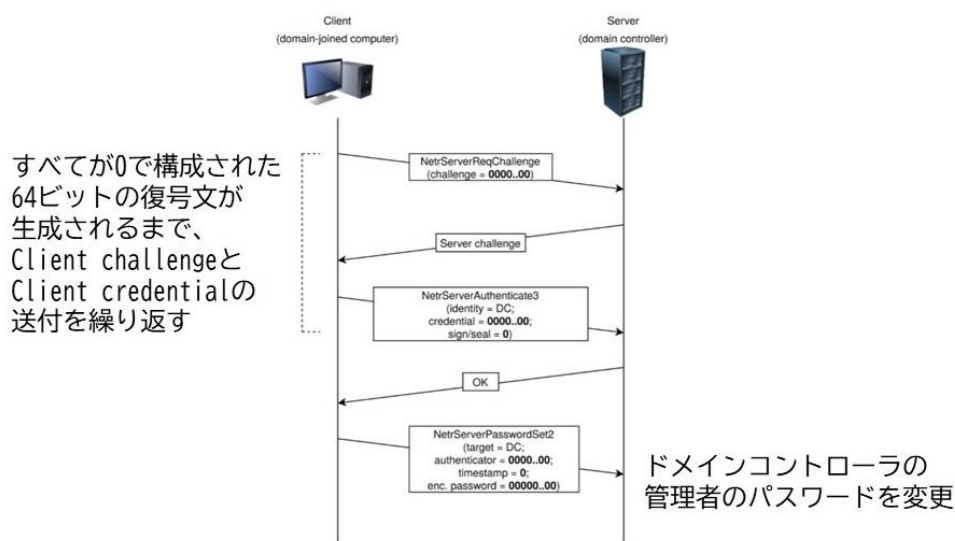 Client
(domain-joined computer)
Server
(domain controller)
すべてが0で構成された
64ビットの復号文が
生成されるまで、
Client challengeと
Client credentialの
送付を繰り返す
NetrServerReqChallenge
(challenge = 0000..00)
Server challenge
NetrServerAuthenticate3
(identity = DC;
credential = 0000..00;
sign/seal = 0)
OK
NetrServerPasswordSet2
(target = DC;
authenticator = 0000..00;
timestamp = 0;
enc. password = 00000..00)
ドメインコントローラの
管理者のパスワードを変更